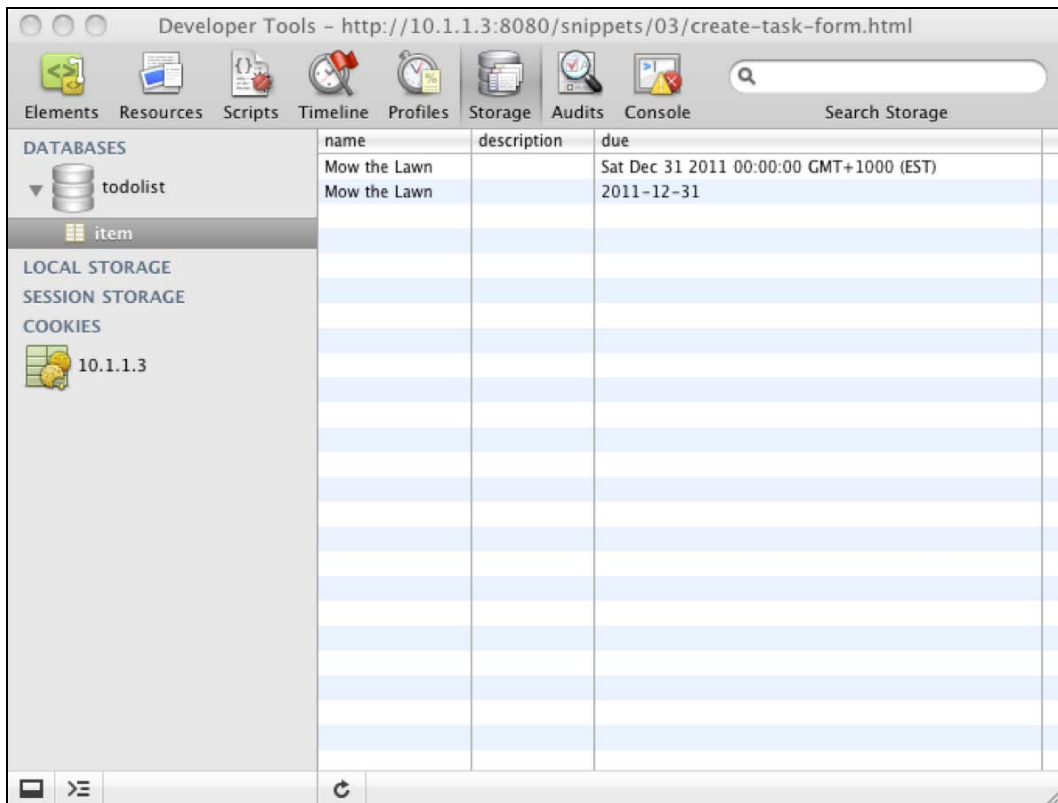 Developer Tools – http://10.1.1.3:8080/snippets/03/create-task-form.html
Elements Resources Scripts Timeline Profiles Storage Audits Console Search Storage
DATABASES
todolist
item
LOCAL STORAGE
SESSION STORAGE
COOKIES
10.1.1.3
name description due
Mow the Lawn Sat Dec 31 2011 00:00:00 GMT+1000 (EST)
Mow the Lawn 2011-12-31